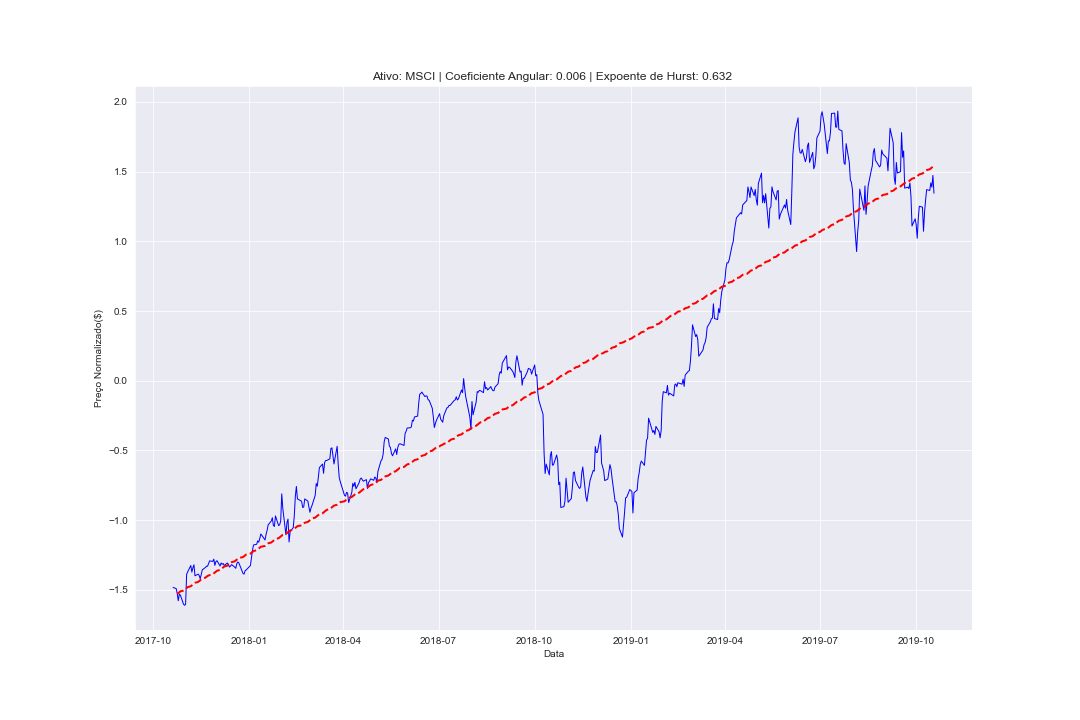 Ativo: MSCI | Coeficiente Angular: 0.006 | Expoente de Hurst: 0.632
2.0
1.5
1.0
0.5
0.0
−0.5
−1.0
−1.5
Preço Normalizado($)
2017-10 2018-01 2018-04 2018-07 2018-10 2019-01 2019-04 2019-07 2019-10
Data